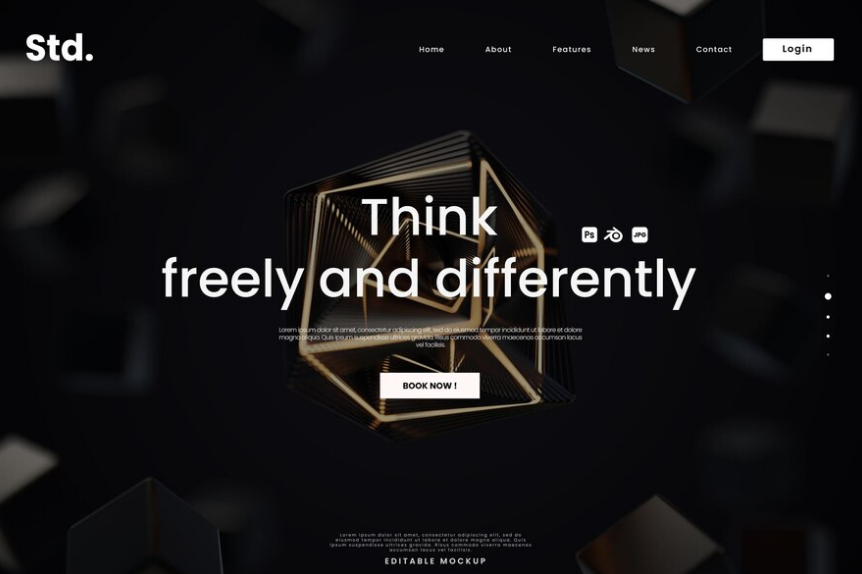 Std.
Home About Features News Contact Login
Think
Ps JPG
freely and differently
Lorem ipsum dolor sit amet, consectetur adipiscing elit, sed do eiusmod tempor incididunt ut labore et dolore
magna aliqua. Quis ipsum suspendisse ultrices gravida. Risus commodo viverra maecenas accumsan lacus
vel facilisis.
BOOK NOW !
Lorem ipsum dolor sit amet, consectetur adipiscing elit, sed do
eiusmod tempor incididunt ut labore et dolore magna aliqua. Quis
ipsum suspendisse ultrices gravida. Risus commodo viverra maecenas
accumsan lacus vel facilisis.
EDITABLE MOCKUP